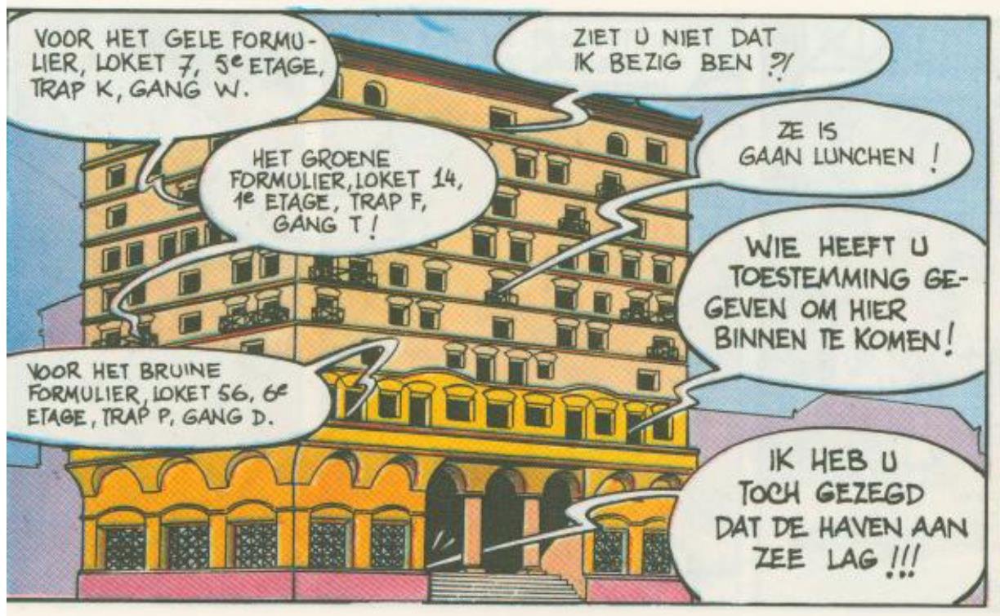 VOOR HET GELE FORMU-
LIER, LOKET 7, 5e ETAGE,
TRAP K, GANG W.
ZIET U NIET DAT
IK BEZIG BEN ?!
HET GROENE
FORMULIER, LOKET 14,
1e ETAGE, TRAP F,
GANG T !
ZE IS
GAAN LUNCHEN !
WIE HEEFT U
TOESTEMMING GE-
GEVEN OM HIER
BINNEN TE KOMEN !
VOOR HET BRUINE
FORMULIER, LOKET 56, 6e
ETAGE, TRAP P, GANG D.
IK HEB U
TOCH GEZEGD
DAT DE HAVEN AAN
ZEE LAG !!!